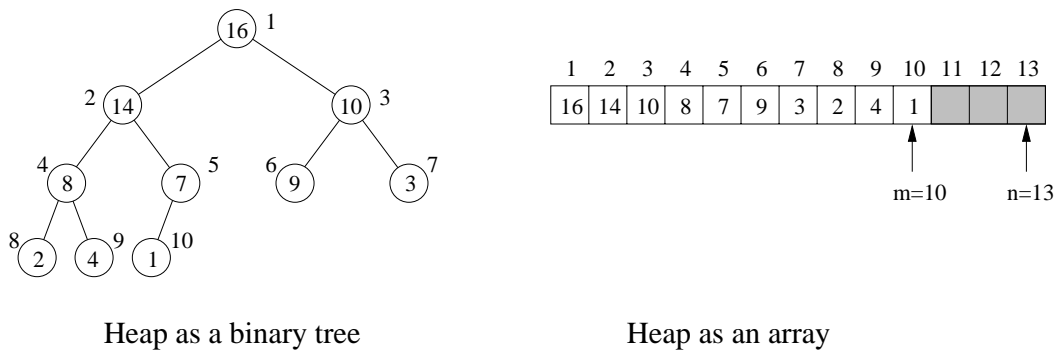 16 1
2 14 10 3
4 8 5 7 6 9 7 3
8 2 9 4 10 1
Heap as a binary tree
1 2 3 4 5 6 7 8 9 10 11 12 13
16 14 10 8 7 9 3 2 4 1
m=10 n=13
Heap as an array